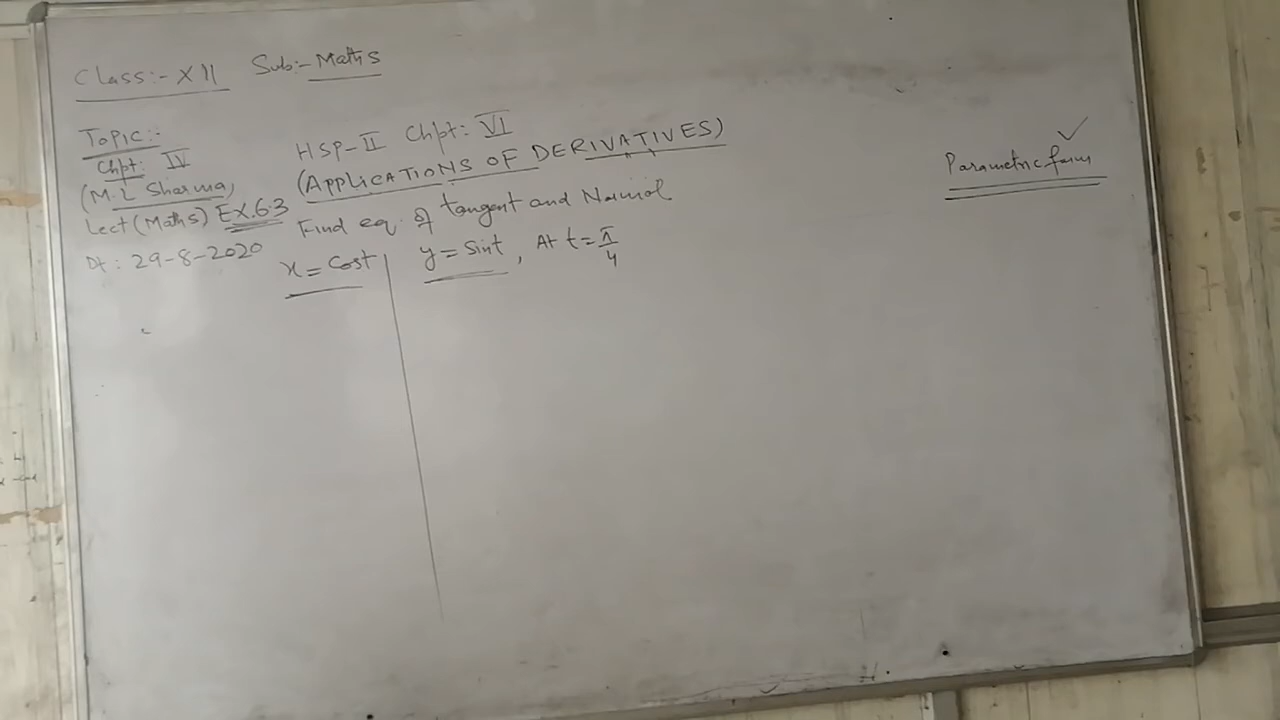 Class:- XII Sub:- Maths
Topic:-
Chpt: IV
(M.L Sharma,
Lect (Maths) EX.6.3
Dt: 29-8-2020
HSP-II Chpt: VI
(APPLICATIONS OF DERIVATIVES)
Find eq. of tangent and Normal
x = Cost y = Sint, At t = π/4
Parametric form ✓